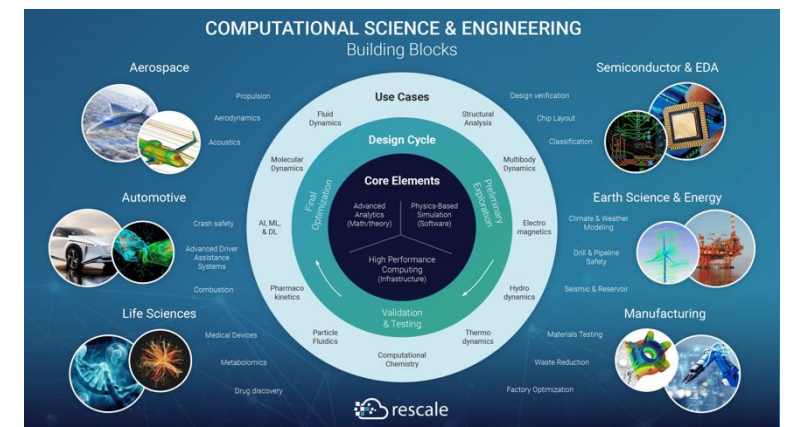 COMPUTATIONAL SCIENCE & ENGINEERING
Building Blocks
Aerospace
Propulsion
Aerodynamics
Acoustics
Automotive
Crash safety
Advanced Driver
Assistance
Systems
Combustion
Life Sciences
Medical Devices
Metabolomics
Drug discovery
Use Cases
Fluid
Dynamics
Structural
Analysis
Molecular
Dynamics
Multibody
Dynamics
AI, ML,
& DL
Electro
magnetics
Pharmaco
kinetics
Hydro
dynamics
Particle
Fluidics
Thermo
dynamics
Computational
Chemistry
Design Cycle
Final
Optimization
Preliminary
Exploration
Validation
& Testing
Core Elements
Advanced
Analytics
(Math/theory)
Physics-Based
Simulation
(Software)
High Performance
Computing
(Infrastructure)
Semiconductor & EDA
Design verification
Chip Layout
Classification
Earth Science & Energy
Climate & Weather
Modeling
Drill & Pipeline
Safety
Seismic & Reservoir
Manufacturing
Materials Testing
Waste Reduction
Factory Optimization
rescale